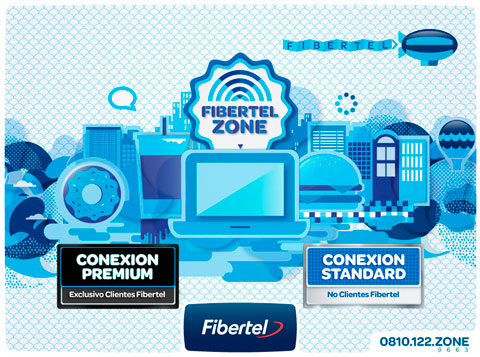 FIBERTEL
FIBERTEL
ZONE
CONEXION
PREMIUM
Exclusivo Clientes Fibertel
CONEXION
STANDARD
No Clientes Fibertel
Fibertel
0810.122.ZONE
9663